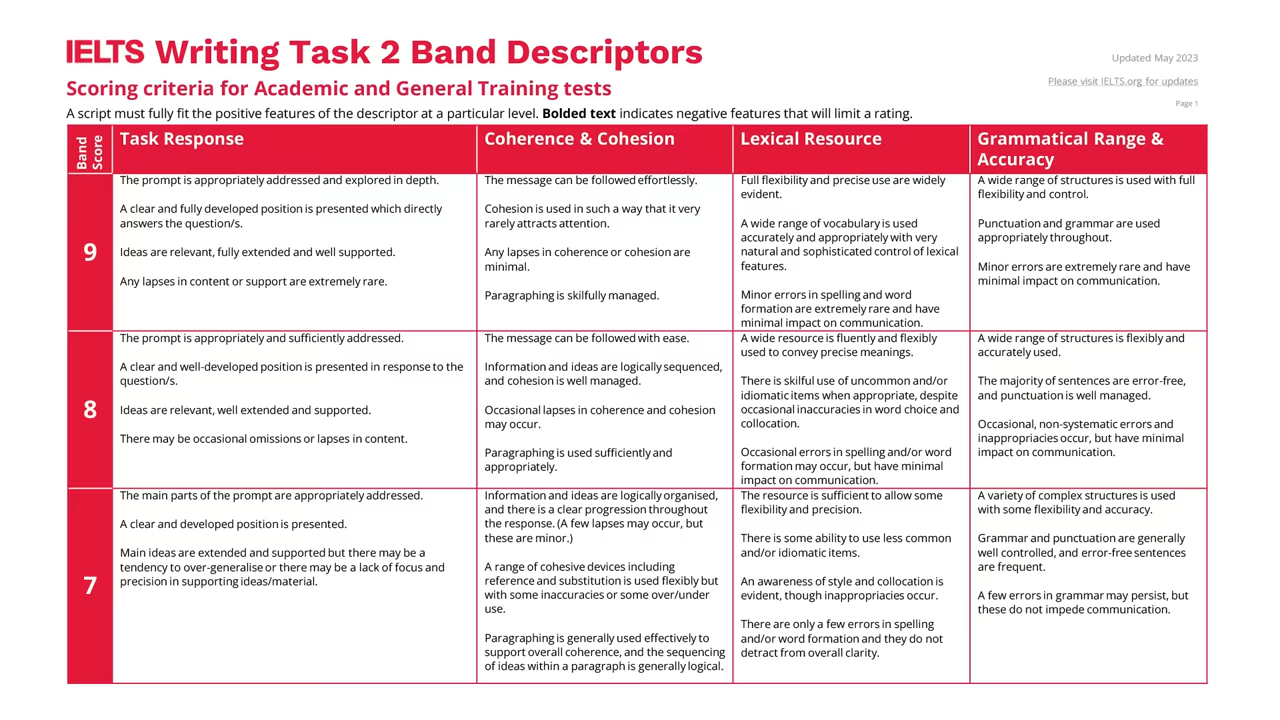 IELTS Writing Task 2 Band Descriptors
Updated May 2023
Please visit IELTS.org for updates
Page 1
Scoring criteria for Academic and General Training tests
A script must fully fit the positive features of the descriptor at a particular level. Bolded text indicates negative features that will limit a rating.
Band
Score
Task Response
Coherence & Cohesion
Lexical Resource
Grammatical Range &
Accuracy
9
The prompt is appropriately addressed and explored in depth.
A clear and fully developed position is presented which directly
answers the question/s.
Ideas are relevant, fully extended and well supported.
Any lapses in content or support are extremely rare.
The message can be followed effortlessly.
Cohesion is used in such a way that it very
rarely attracts attention.
Any lapses in coherence or cohesion are
minimal.
Paragraphing is skilfully managed.
Full flexibility and precise use are widely
evident.
A wide range of vocabulary is used
accurately and appropriately with very
natural and sophisticated control of lexical
features.
Minor errors in spelling and word
formation are extremely rare and have
minimal impact on communication.
A wide range of structures is used with full
flexibility and control.
Punctuation and grammar are used
appropriately throughout.
Minor errors are extremely rare and have
minimal impact on communication.
8
The prompt is appropriately and sufficiently addressed.
A clear and well-developed position is presented in response to the
question/s.
Ideas are relevant, well extended and supported.
There may be occasional omissions or lapses in content.
The message can be followed with ease.
Information and ideas are logically sequenced,
and cohesion is well managed.
Occasional lapses in coherence and cohesion
may occur.
Paragraphing is used sufficiently and
appropriately.
A wide resource is fluently and flexibly
used to convey precise meanings.
There is skilful use of uncommon and/or
idiomatic items when appropriate, despite
occasional inaccuracies in word choice and
collocation.
Occasional errors in spelling and/or word
formation may occur, but have minimal
impact on communication.
A wide range of structures is flexibly and
accurately used.
The majority of sentences are error-free,
and punctuation is well managed.
Occasional, non-systematic errors and
inappropriacies occur, but have minimal
impact on communication.
7
The main parts of the prompt are appropriately addressed.
A clear and developed position is presented.
Main ideas are extended and supported but there may be a
tendency to over-generalise or there may be a lack of focus and
precision in supporting ideas/material.
Information and ideas are logically organised,
and there is a clear progression throughout
the response. (A few lapses may occur, but
these are minor.)
A range of cohesive devices including
reference and substitution is used flexibly but
with some inaccuracies or some over/under
use.
Paragraphing is generally used effectively to
support overall coherence, and the sequencing
of ideas within a paragraph is generally logical.
The resource is sufficient to allow some
flexibility and precision.
There is some ability to use less common
and/or idiomatic items.
An awareness of style and collocation is
evident, though inappropriacies occur.
There are only a few errors in spelling
and/or word formation and they do not
detract from overall clarity.
A variety of complex structures is used
with some flexibility and accuracy.
Grammar and punctuation are generally
well controlled, and error-free sentences
are frequent.
A few errors in grammar may persist, but
these do not impede communication.